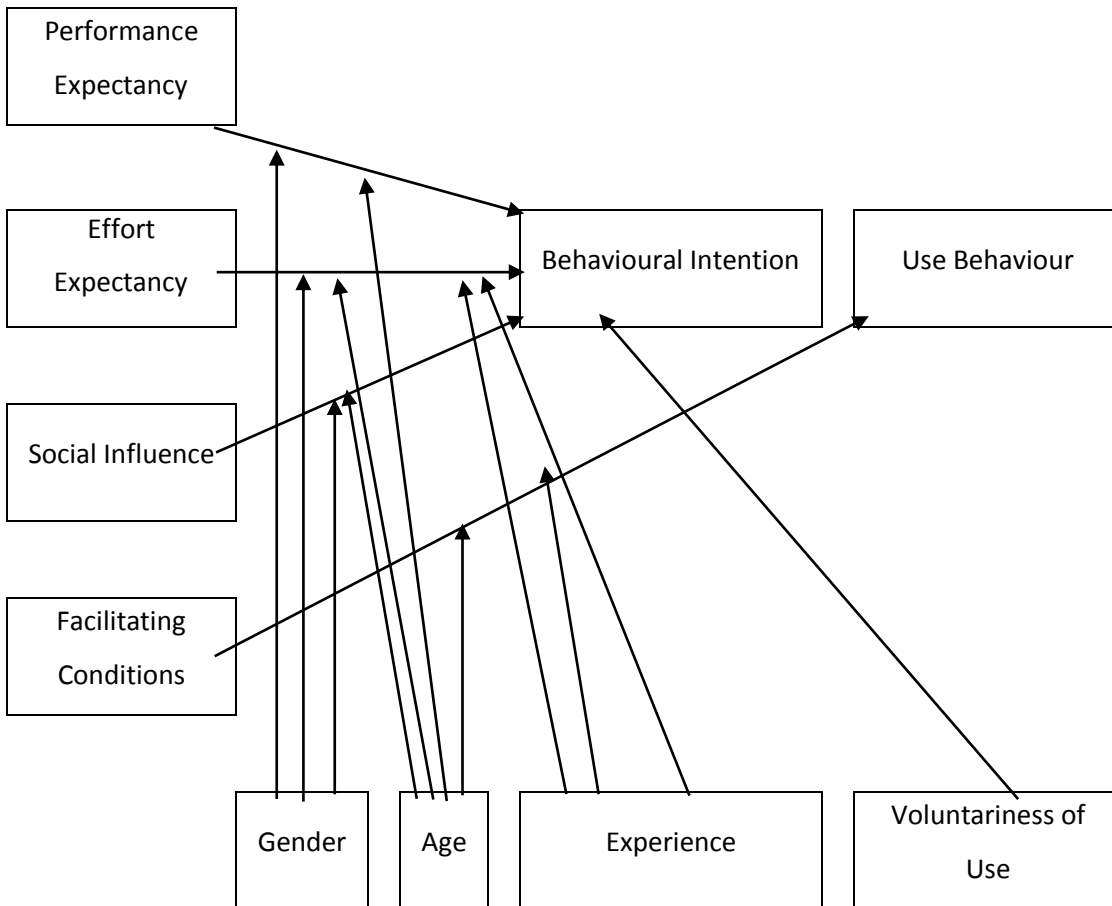 Performance
Expectancy
Effort
Expectancy
Behavioural Intention
Use Behaviour
Social Influence
Facilitating
Conditions
Gender
Age
Experience
Voluntariness of
Use